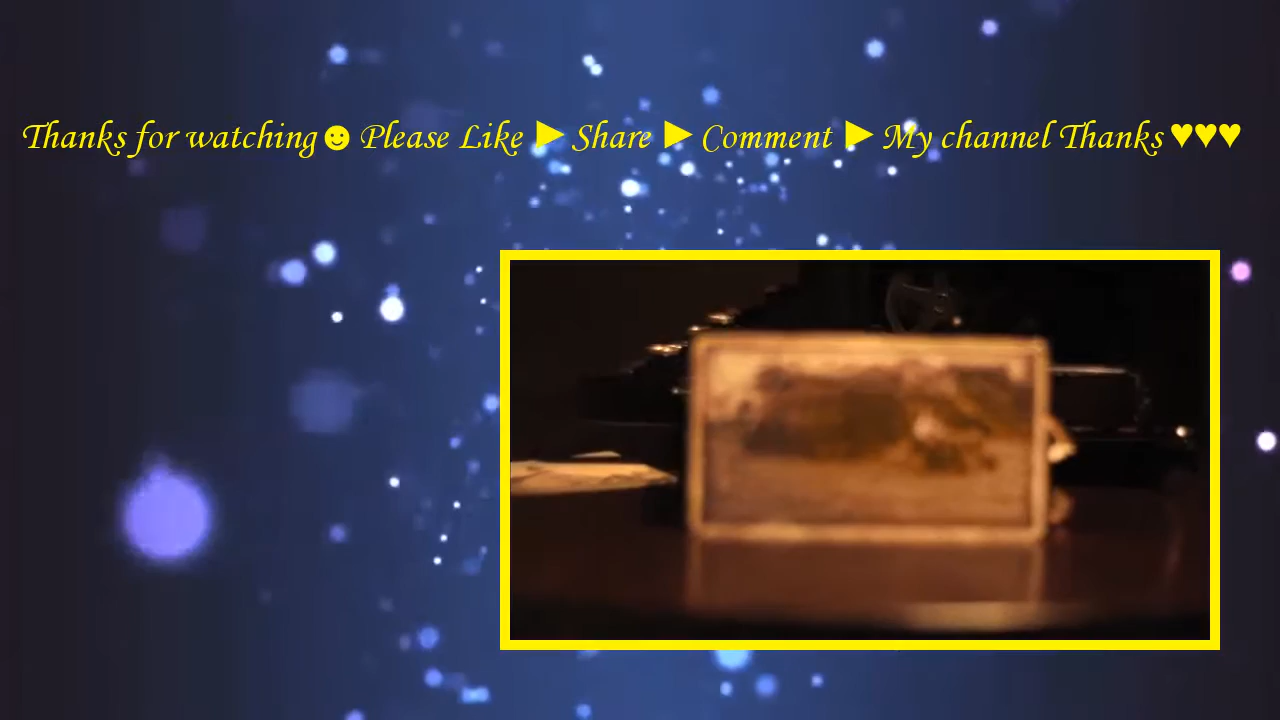 Thanks for watching☻Please Like ► Share ► Comment ► My channel Thanks ♥♥♥